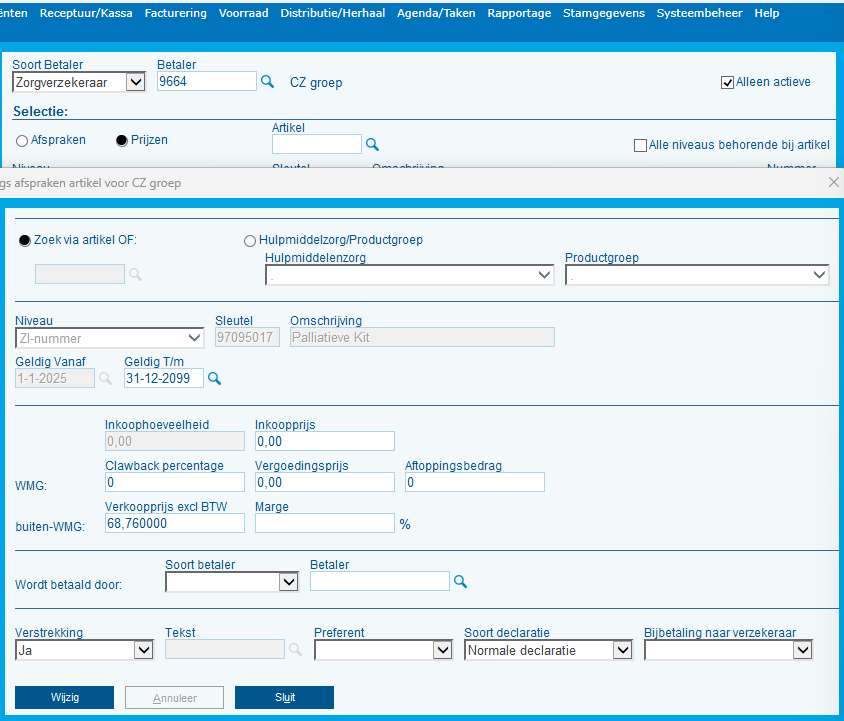 Receptuur/Kassa Facturering Voorraad Distributie/Herhaal Agenda/Taken Rapportage Stamgegevens Systeembeheer Help
Soort Betaler Betaler
Zorgverzekeraar 9664 CZ groep Alleen actieve
Selectie:
Artikel
Afspraken Prijzen Alle niveaus behorende bij artikel
Niveau Sleutel Omschrijving Nummer
gs afspraken artikel voor CZ groep
Zoek via artikel OF: Hulpmiddelzorg/Productgroep
Hulpmiddelenzorg Productgroep
Niveau Sleutel Omschrijving
ZI-nummer 97095017 Palliatieve Kit
Geldig Vanaf Geldig T/m
1-1-2025 31-12-2099
Inkoophoeveelheid Inkoopprijs
0,00 0,00
Clawback percentage Vergoedingsprijs Aftoppingsbedrag
WMG: 0 0,00 0
Verkoopprijs excl BTW Marge
buiten-WMG: 68,760000 %
Soort betaler Betaler
Wordt betaald door:
Verstrekking Tekst Preferent Soort declaratie Bijbetaling naar verzekeraar
Ja Normale declaratie
Wijzig Annuleer Sluit